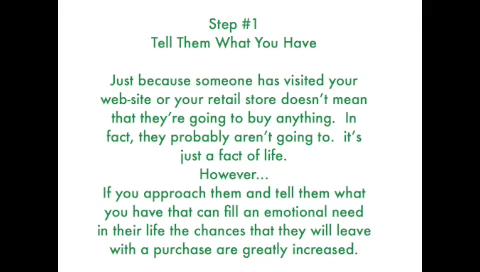 Step #1
Tell Them What You Have
Just because someone has visited your
web-site or your retail store doesn't mean
that they're going to buy anything.  In
fact, they probably aren't going to.  it's
just a fact of life.
However...
If you approach them and tell them what
you have that can fill an emotional need
in their life the chances that they will leave
with a purchase are greatly increased.